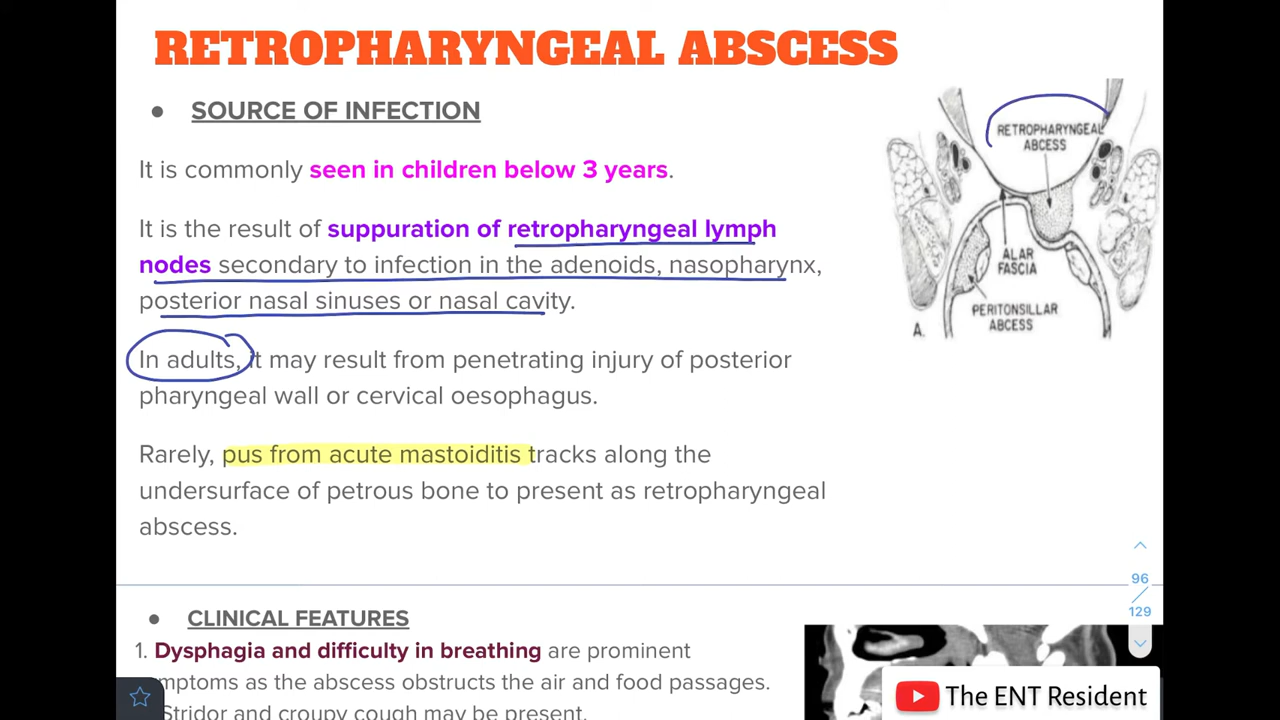 RETROPHARYNGEAL ABSCESS
● SOURCE OF INFECTION
It is commonly seen in children below 3 years.
It is the result of suppuration of retropharyngeal lymph
nodes secondary to infection in the adenoids, nasopharynx,
posterior nasal sinuses or nasal cavity.
In adults, it may result from penetrating injury of posterior
pharyngeal wall or cervical oesophagus.
Rarely, pus from acute mastoiditis tracks along the
undersurface of petrous bone to present as retropharyngeal
abscess.
RETROPHARYNGEAL
ABCESS
ALAR
FASCIA
PERITONSILLAR
ABCESS
A.
96
129
● CLINICAL FEATURES
1. Dysphagia and difficulty in breathing are prominent
mptoms as the abscess obstructs the air and food passages.
Stridor and croupy cough may be present.
The ENT Resident